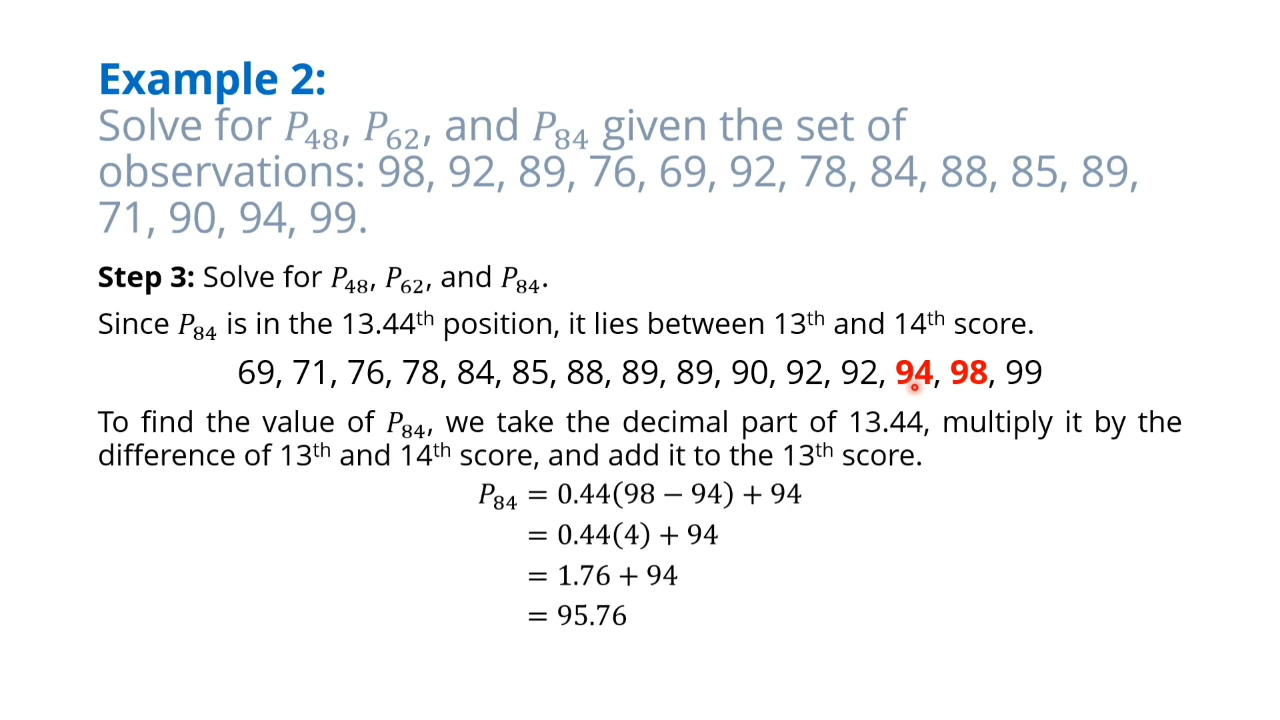 Example 2:
Solve for P₄₈, P₆₂, and P₈₄ given the set of
observations: 98, 92, 89, 76, 69, 92, 78, 84, 88, 85, 89,
71, 90, 94, 99.
Step 3: Solve for P₄₈, P₆₂, and P₈₄.
Since P₈₄ is in the 13.44ᵗʰ position, it lies between 13ᵗʰ and 14ᵗʰ score.
69, 71, 76, 78, 84, 85, 88, 89, 89, 90, 92, 92, 94, 98, 99
To find the value of P₈₄, we take the decimal part of 13.44, multiply it by the
difference of 13ᵗʰ and 14ᵗʰ score, and add it to the 13ᵗʰ score.
P₈₄ = 0.44(98 − 94) + 94
= 0.44(4) + 94
= 1.76 + 94
= 95.76